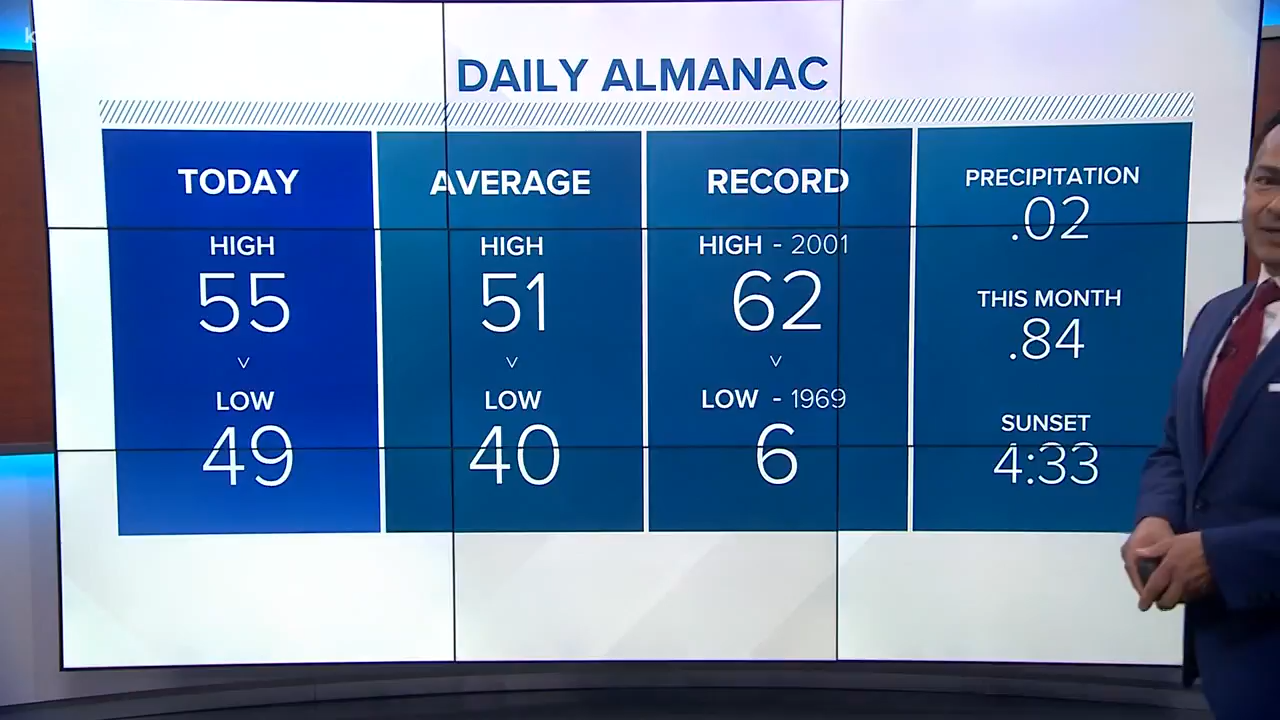 DAILY ALMANAC
TODAY
HIGH
55
LOW
49
AVERAGE
HIGH
51
LOW
40
RECORD
HIGH - 2001
62
LOW - 1969
6
PRECIPITATION
.02
THIS MONTH
.84
SUNSET
4:33